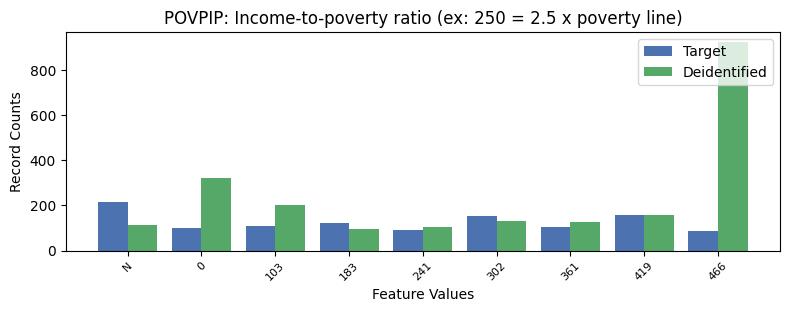 POVPIP: Income-to-poverty ratio (ex: 250 = 2.5 x poverty line)
Target
Deidentified
Record Counts
800
600
400
200
0
N 0 103 183 241 302 361 419 466
Feature Values